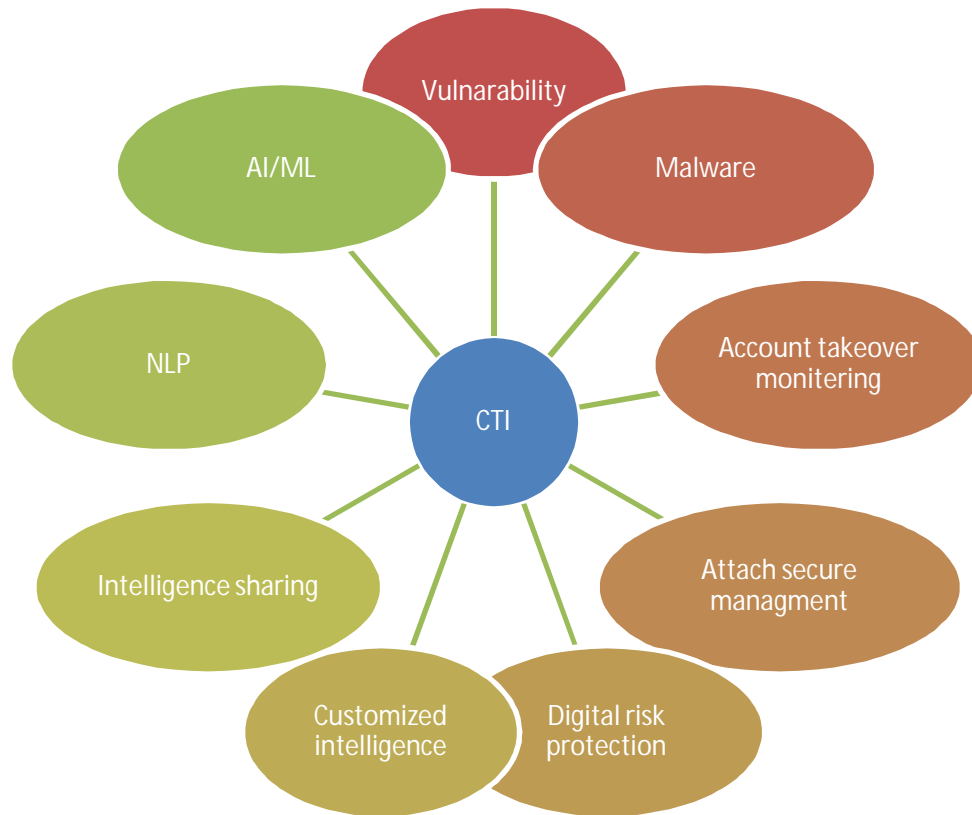 Vulnarability
AI/ML
Malware
NLP
Account takeover
monitering
CTI
Intelligence sharing
Attach secure
managment
Customized
intelligence
Digital risk
protection